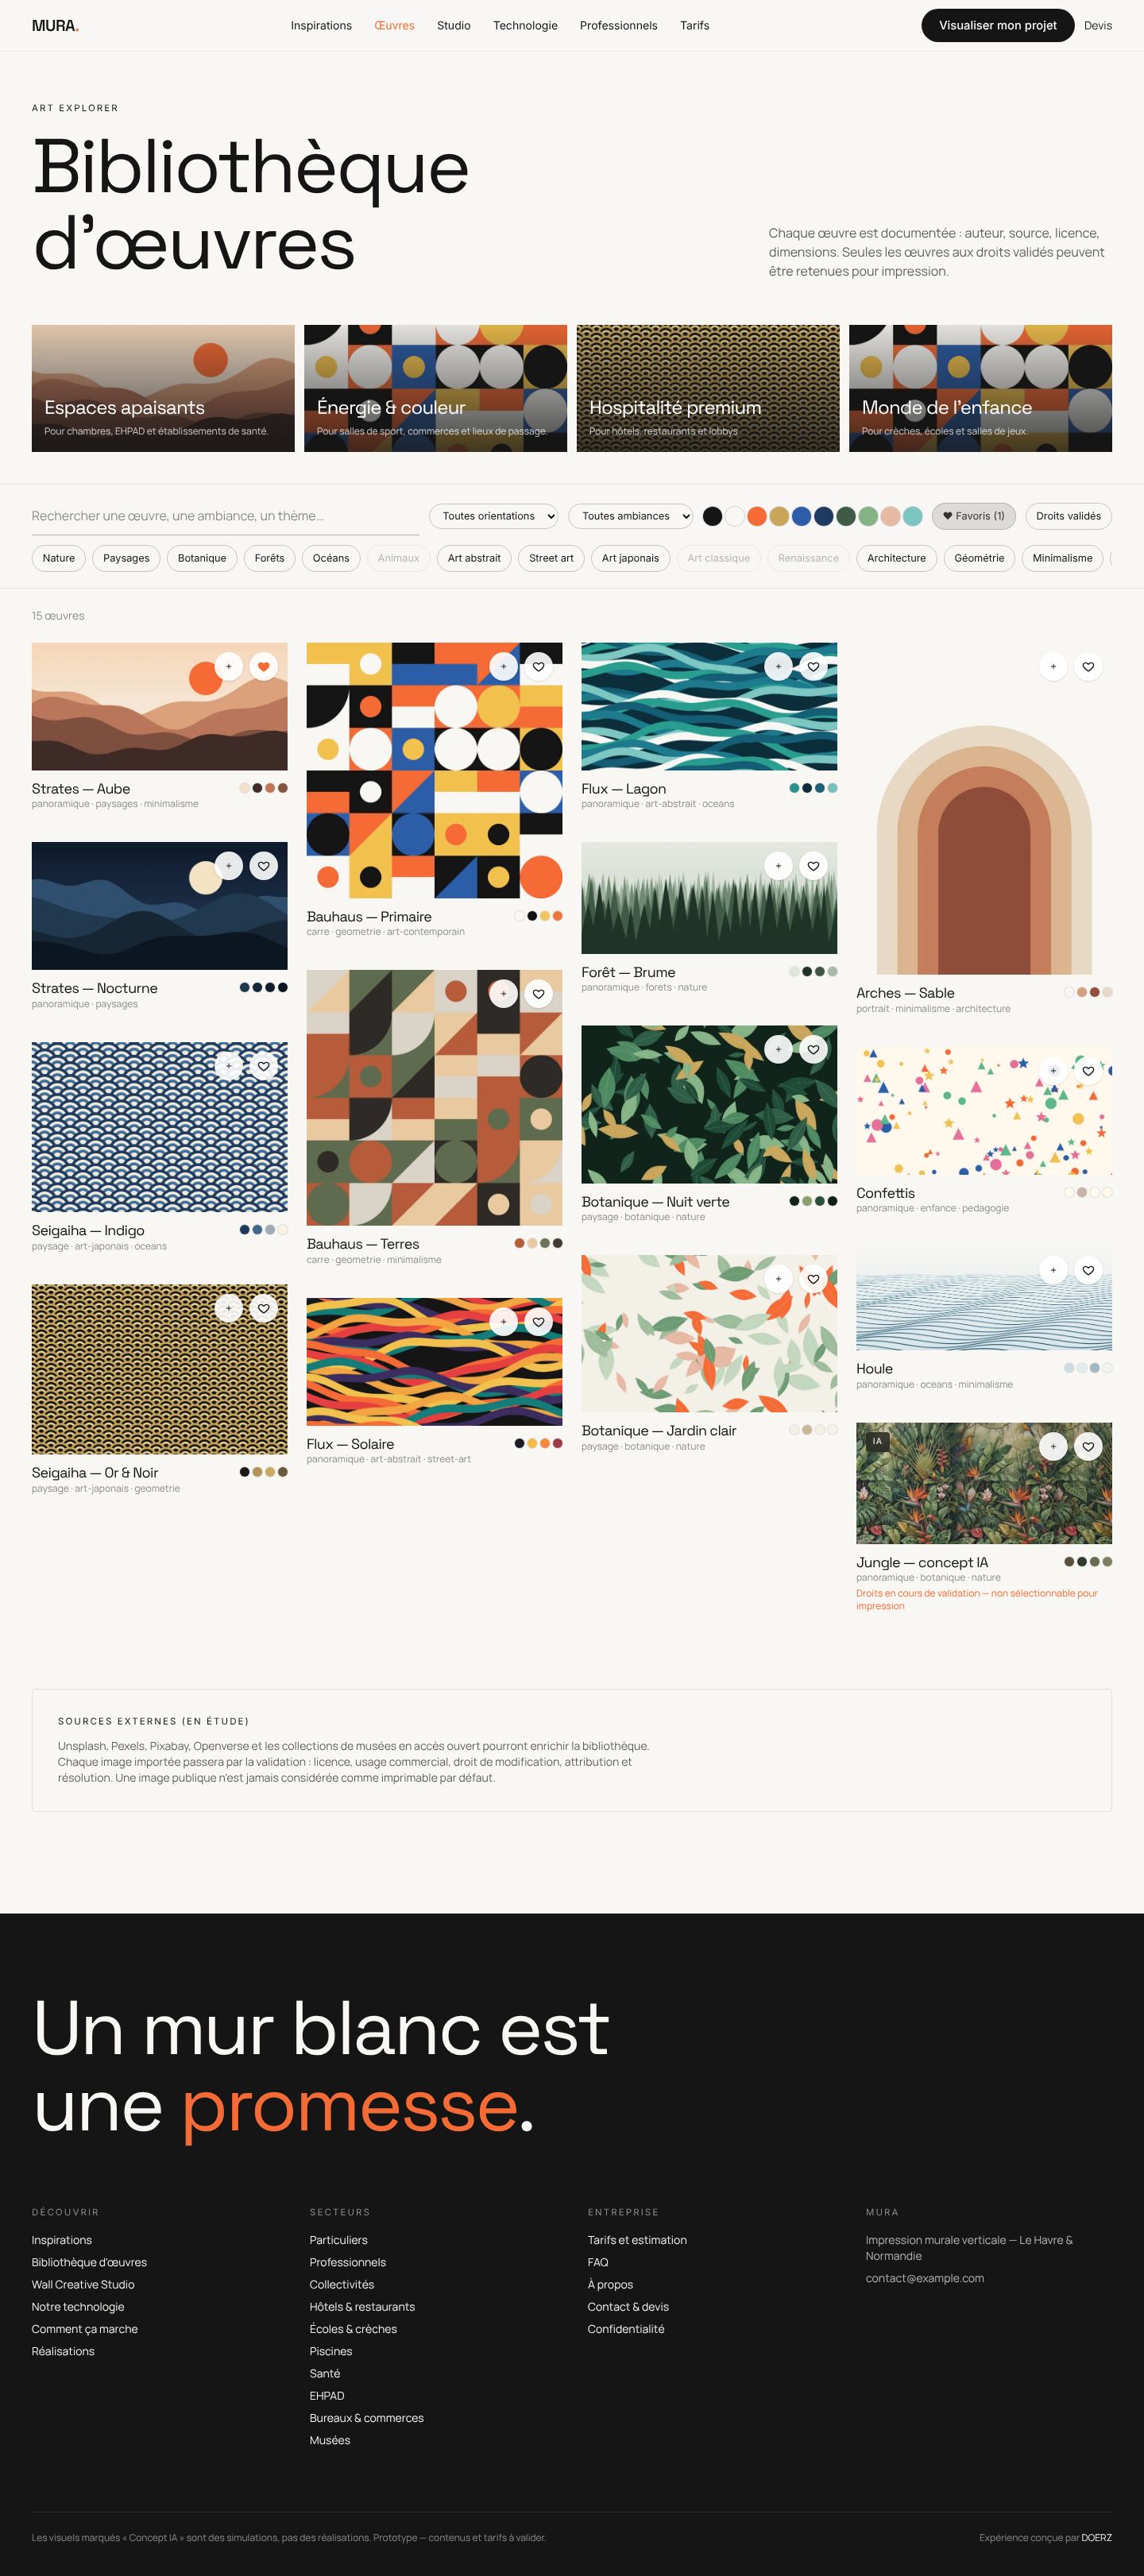 MURA.
Inspirations
Œuvres
Studio
Technologie
Professionnels
Tarifs
Visualiser mon projet
Devis
ART EXPLORER
Bibliothèque
d’œuvres
Chaque œuvre est documentée : auteur, source, licence,
dimensions. Seules les œuvres aux droits validés peuvent
être retenues pour impression.
Espaces apaisants
Pour chambres, EHPAD et établissements de santé.
Énergie & couleur
Pour salles de sport, commerces et lieux de passage.
Hospitalité premium
Pour hôtels, restaurants et lobbys
Monde de l’enfance
Pour crèches, écoles et salles de jeux.
Rechercher une œuvre, une ambiance, un thème…
Toutes orientations
Toutes ambiances
♥ Favoris (1)
Droits validés
Nature
Paysages
Botanique
Forêts
Océans
Animaux
Art abstrait
Street art
Art japonais
Art classique
Renaissance
Architecture
Géométrie
Minimalisme
15 œuvres
Strates — Aube
panoramique · paysages · minimalisme
Strates — Nocturne
panoramique · paysages
Seigaiha — Indigo
paysage · art-japonais · oceans
Seigaiha — Or & Noir
paysage · art-japonais · geometrie
Bauhaus — Primaire
carre · geometrie · art-contemporain
Bauhaus — Terres
carre · geometrie · minimalisme
Flux — Solaire
panoramique · art-abstrait · street-art
Flux — Lagon
panoramique · art-abstrait · oceans
Forêt — Brume
panoramique · forets · nature
Botanique — Nuit verte
paysage · botanique · nature
Botanique — Jardin clair
paysage · botanique · nature
Arches — Sable
portrait · minimalisme · architecture
Confettis
panoramique · enfance · pedagogie
Houle
panoramique · oceans · minimalisme
IA
Jungle — concept IA
panoramique · botanique · nature
Droits en cours de validation — non sélectionnable pour
impression
SOURCES EXTERNES (EN ÉTUDE)
Unsplash, Pexels, Pixabay, Openverse et les collections de musées en accès ouvert pourront enrichir la bibliothèque.
Chaque image importée passera par la validation : licence, usage commercial, droit de modification, attribution et
résolution. Une image publique n’est jamais considérée comme imprimable par défaut.
Un mur blanc est
une promesse.
DÉCOUVRIR
Inspirations
Bibliothèque d’œuvres
Wall Creative Studio
Notre technologie
Comment ça marche
Réalisations
SECTEURS
Particuliers
Professionnels
Collectivités
Hôtels & restaurants
Écoles & crèches
Piscines
Santé
EHPAD
Bureaux & commerces
Musées
ENTREPRISE
Tarifs et estimation
FAQ
À propos
Contact & devis
Confidentialité
MURA
Impression murale verticale — Le Havre &
Normandie
contact@example.com
Les visuels marqués « Concept IA » sont des simulations, pas des réalisations. Prototype — contenus et tarifs à valider.
Expérience conçue par DOERZ